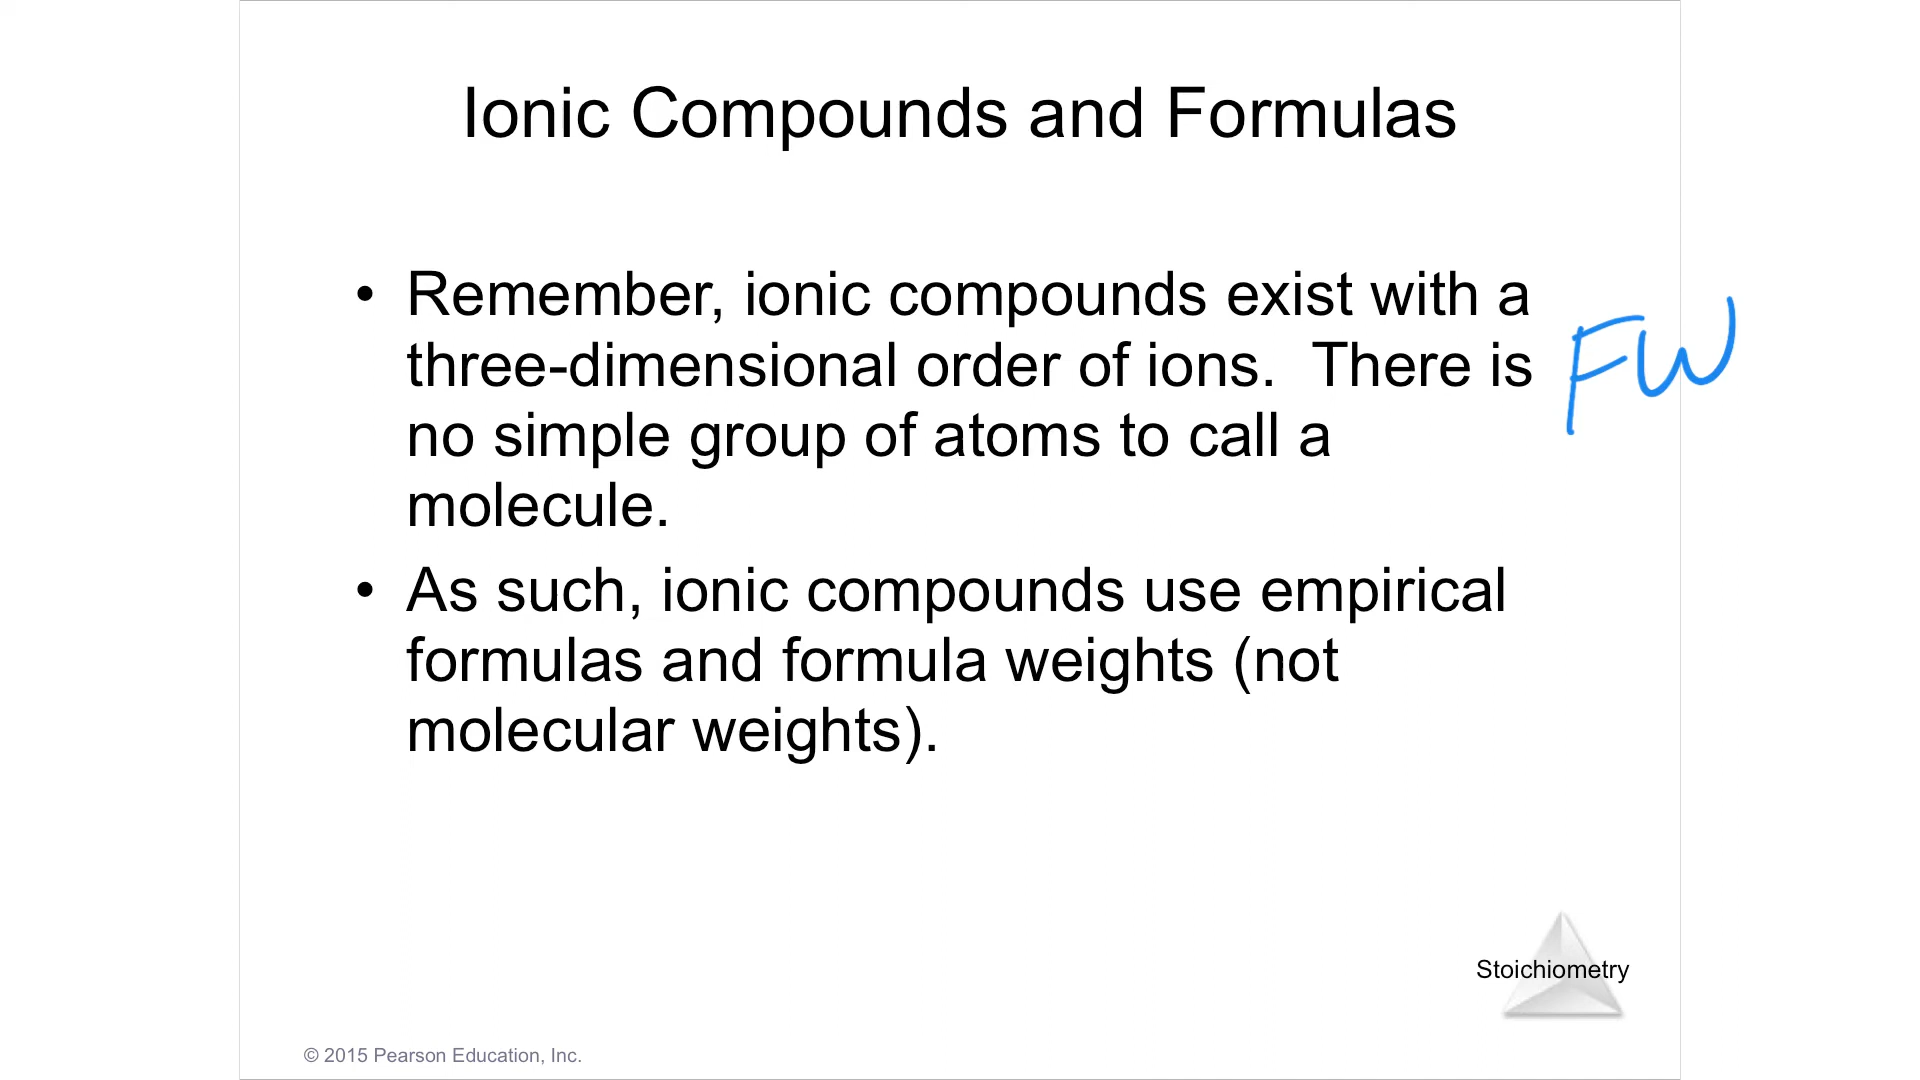 Ionic Compounds and Formulas
• Remember, ionic compounds exist with a
three-dimensional order of ions.  There is
no simple group of atoms to call a
molecule.
FW
• As such, ionic compounds use empirical
formulas and formula weights (not
molecular weights).
Stoichiometry
© 2015 Pearson Education, Inc.